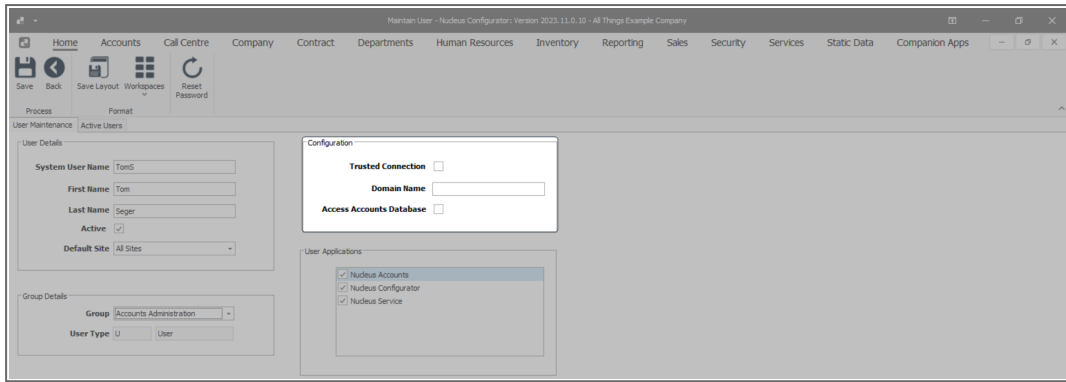 Maintain User - Nucleus Configurator: Version 2023.11.0.10 - All Things Example Company
Home Accounts Call Centre Company Contract Departments Human Resources Inventory Reporting Sales Security Services Static Data Companion Apps
Save Back Save Layout Workspaces Reset Password
Process Format
User Maintenance Active Users
User Details
System User Name TomS
First Name Tom
Last Name Seger
Active
Default Site All Sites
Group Details
Group Accounts Administration
User Type U User
Configuration
Trusted Connection
Domain Name
Access Accounts Database
User Applications
Nucleus Accounts
Nucleus Configurator
Nucleus Service